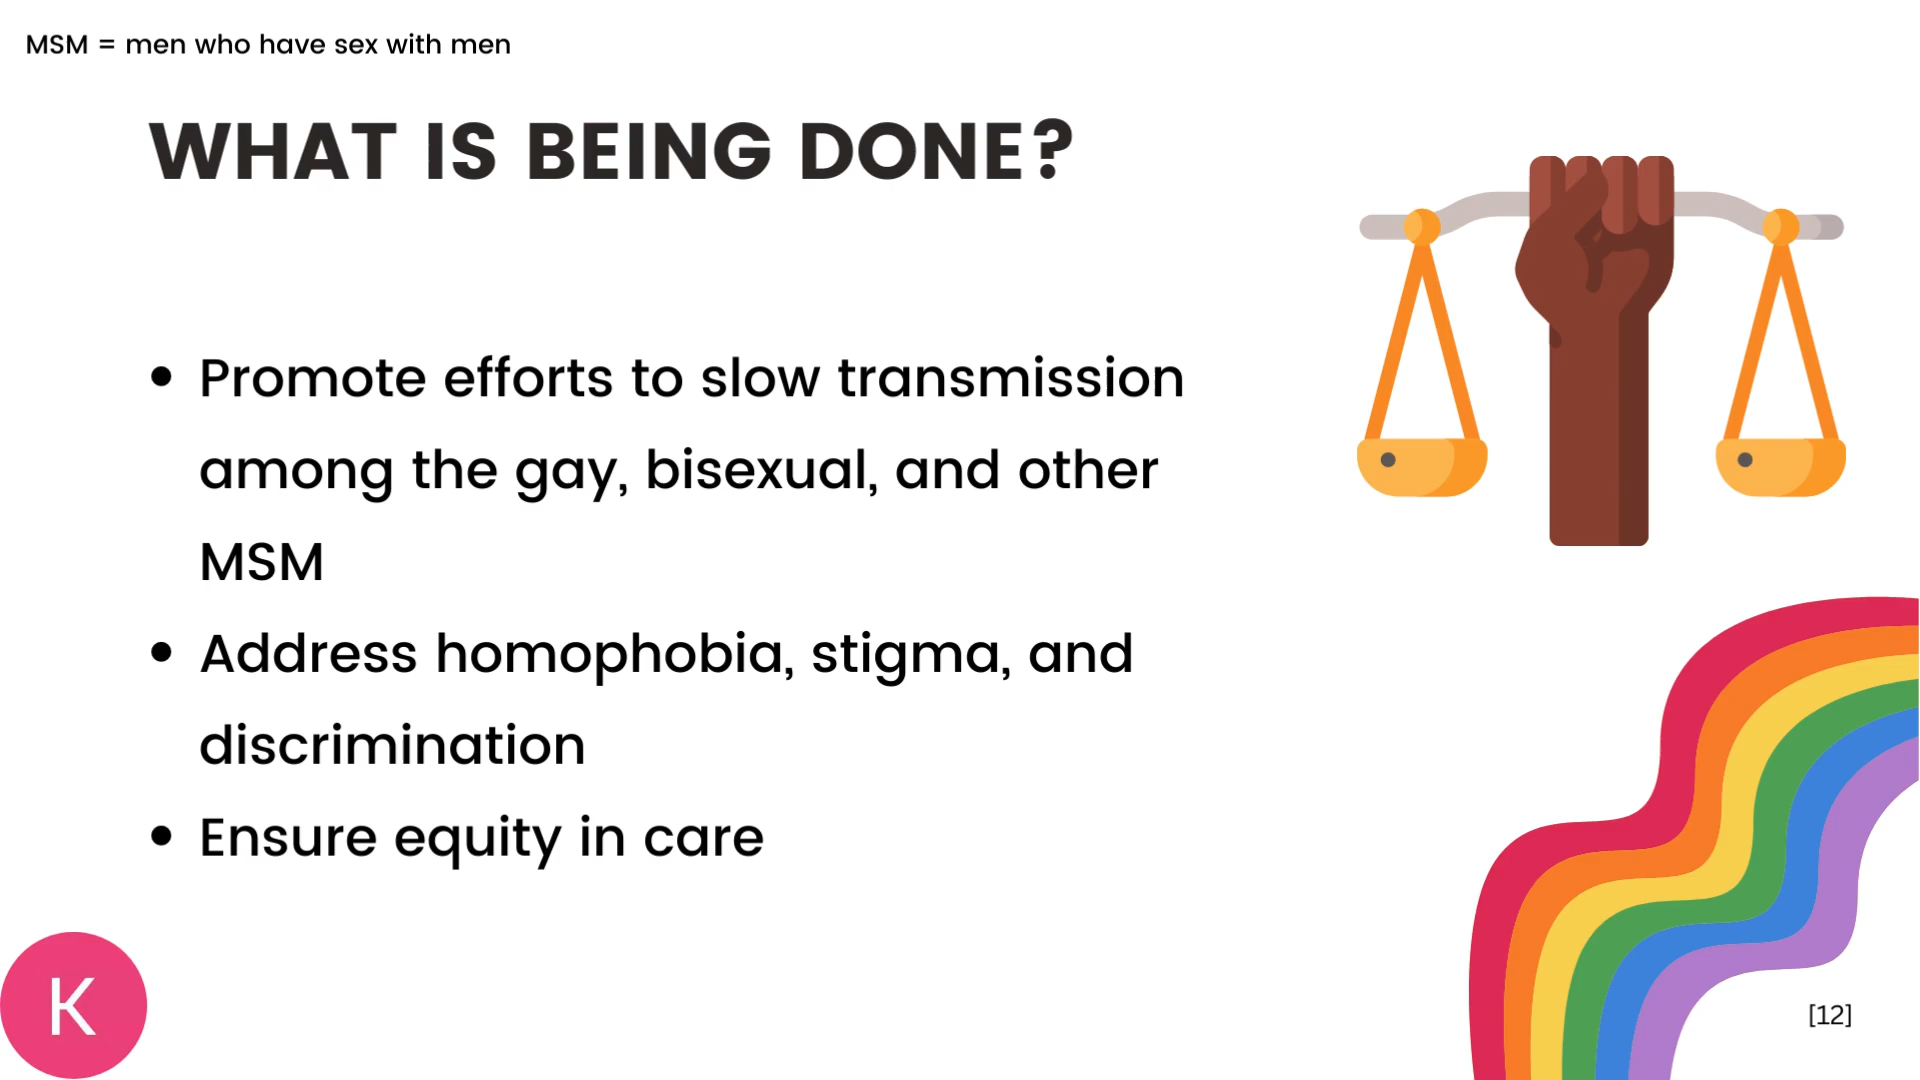 MSM = men who have sex with men
WHAT IS BEING DONE?
• Promote efforts to slow transmission
among the gay, bisexual, and other
MSM
• Address homophobia, stigma, and
discrimination
• Ensure equity in care
K
[12]